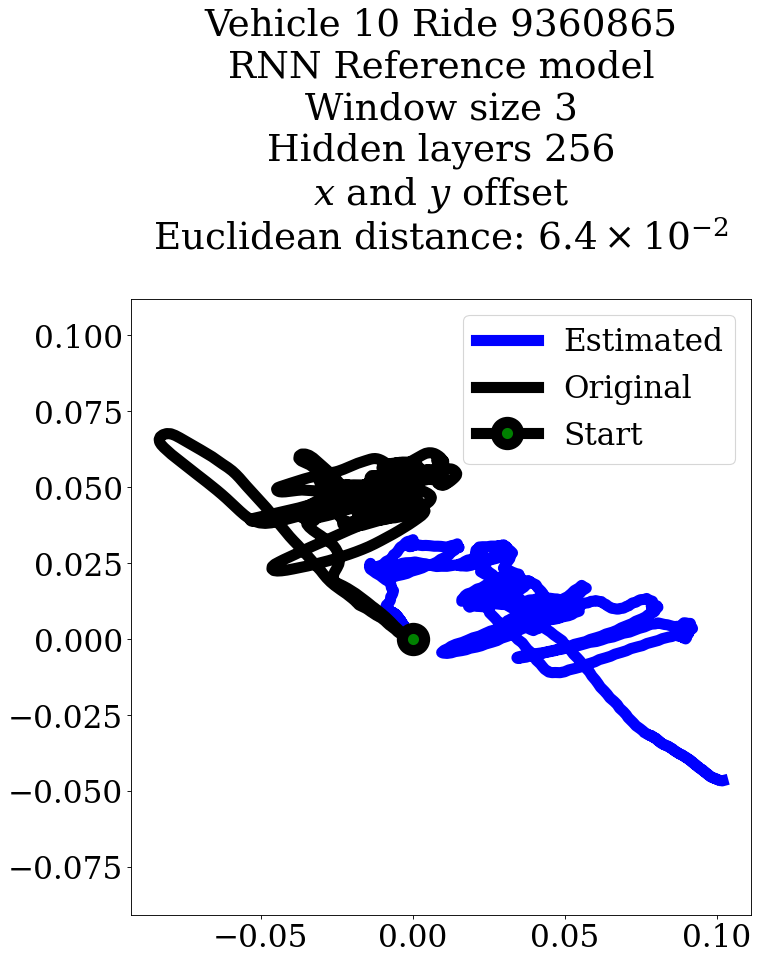 Vehicle 10 Ride 9360865
RNN Reference model
Window size 3
Hidden layers 256
x and y offset
Euclidean distance: 6.4 × 10⁻²
Estimated
Original
Start
0.100
0.075
0.050
0.025
0.000
−0.025
−0.050
−0.075
−0.05 0.00 0.05 0.10